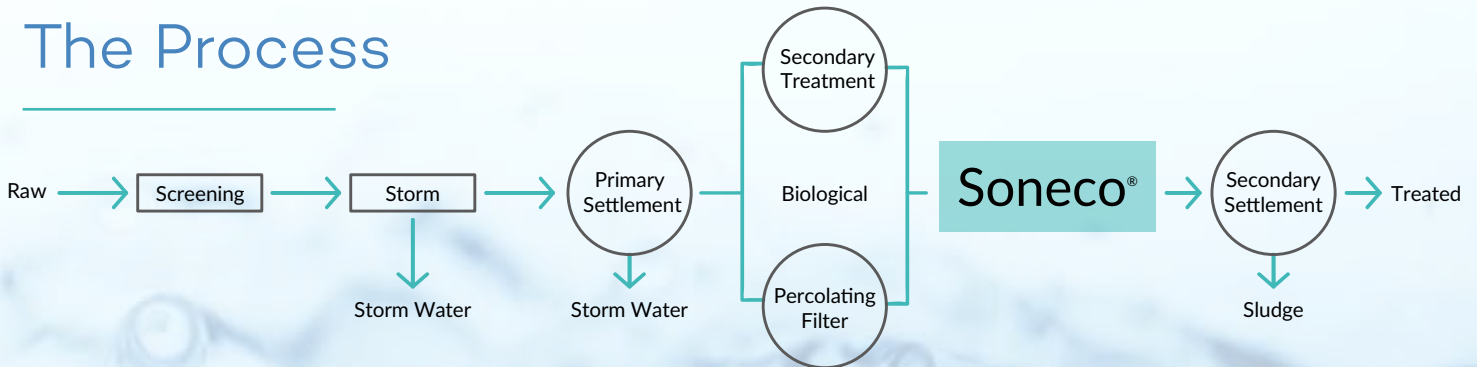 The Process
Secondary
Treatment
Raw
Screening
Storm
Primary
Settlement
Biological
Soneco®
Secondary
Settlement
Treated
Storm Water
Storm Water
Percolating
Filter
Sludge